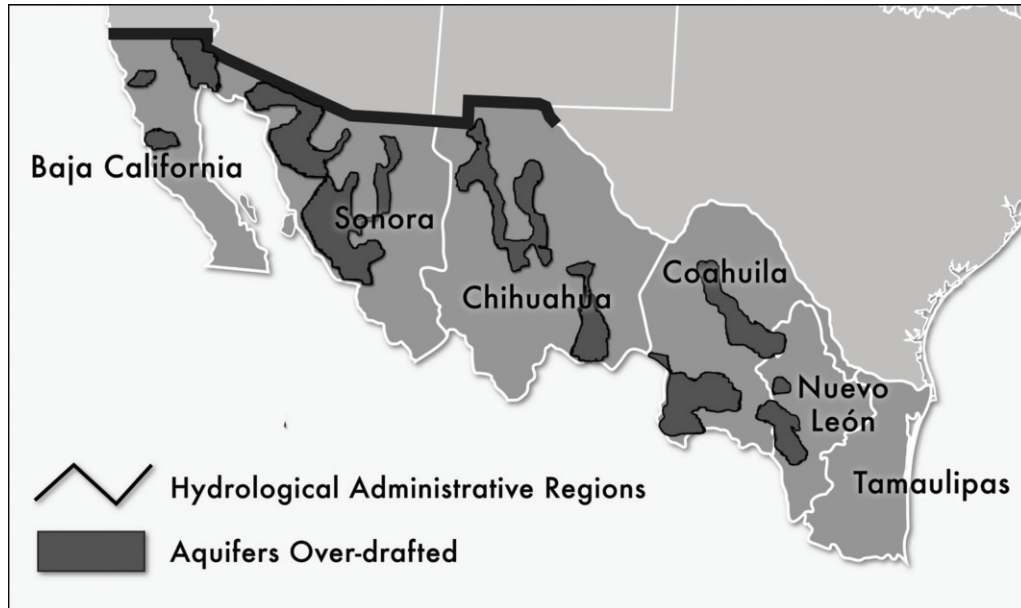 Baja California
Sonora
Chihuahua
Coahuila
Nuevo
León
Tamaulipas
Hydrological Administrative Regions
Aquifers Over-drafted